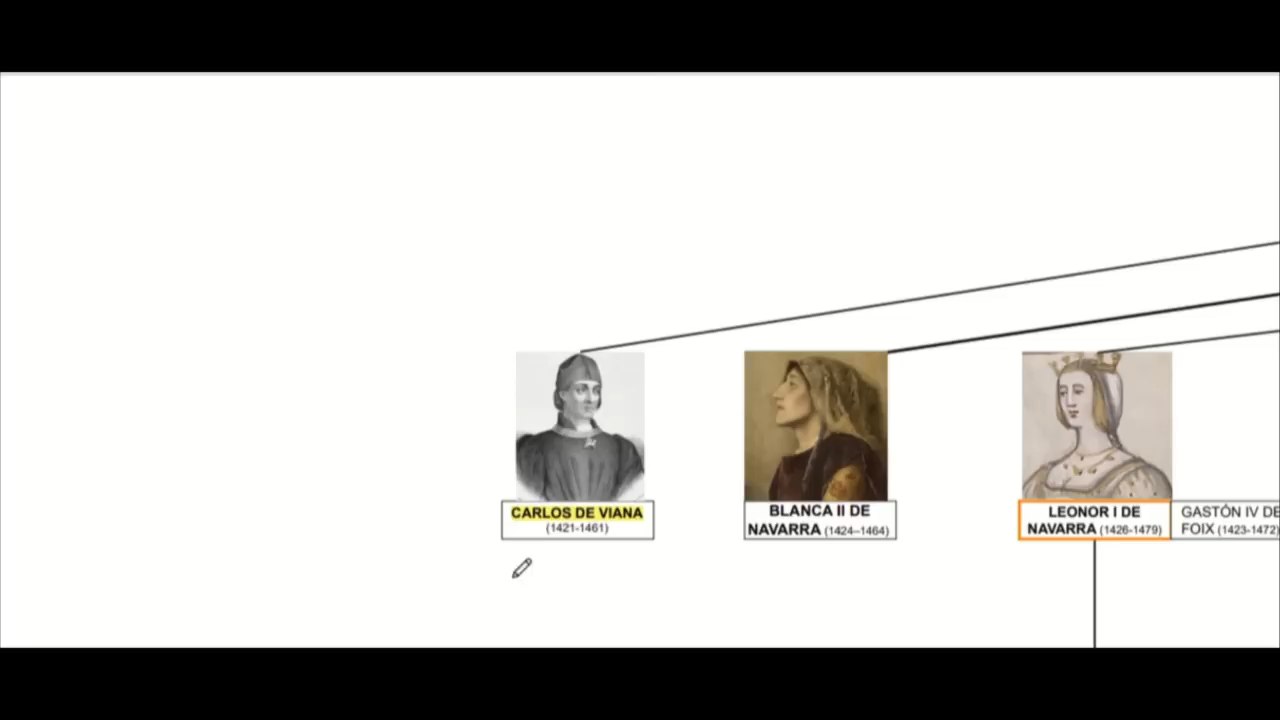 CARLOS DE VIANA
(1421-1461)
BLANCA II DE
NAVARRA (1424–1464)
LEONOR I DE
NAVARRA (1426-1479)
GASTÓN IV DE
FOIX (1423-1472)